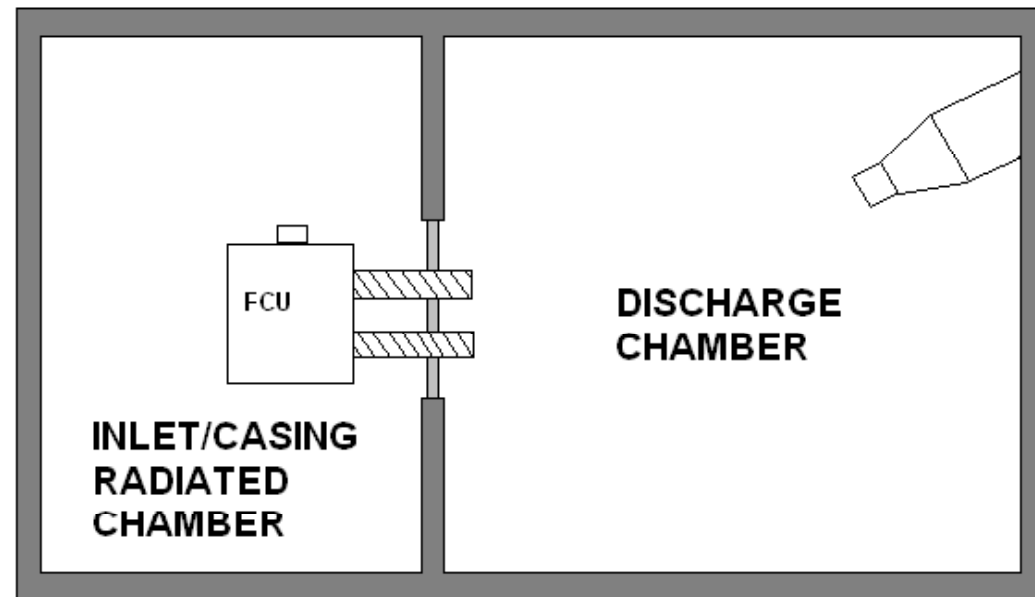 FCU
DISCHARGE
CHAMBER
INLET/CASING
RADIATED
CHAMBER